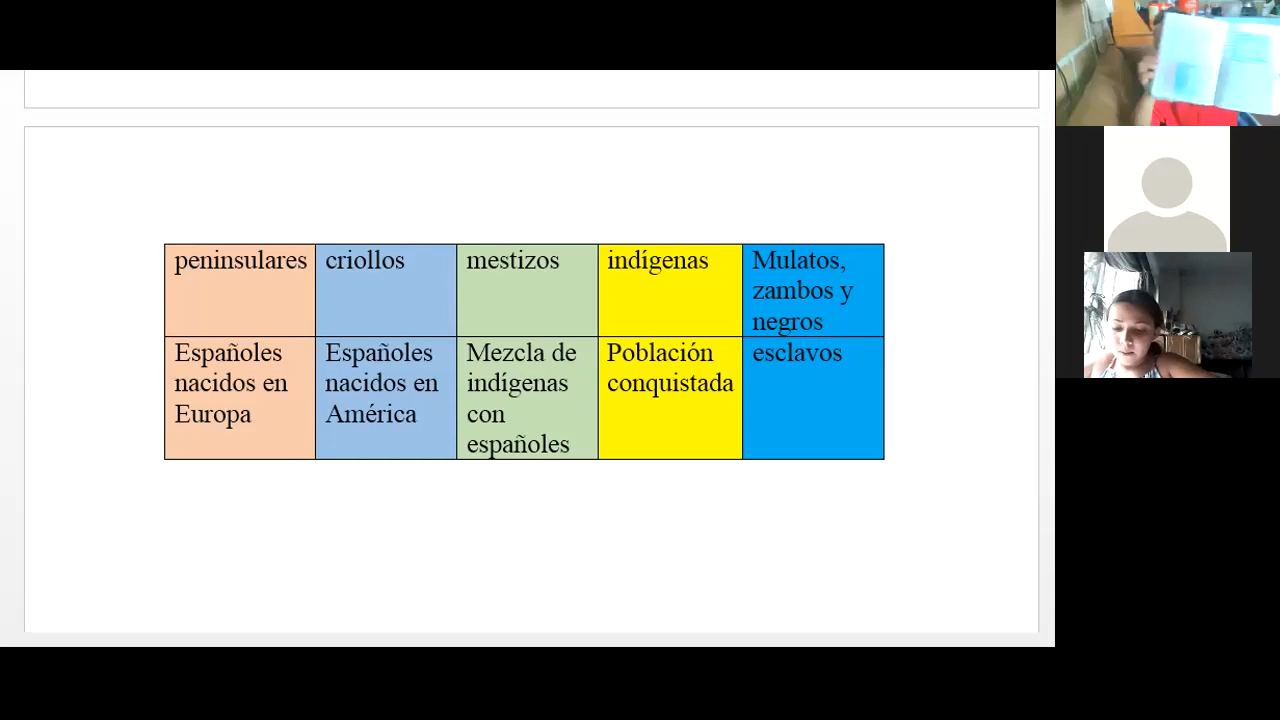 peninsulares
criollos
mestizos
indígenas
Mulatos,
zambos y
negros
Españoles
nacidos en
Europa
Españoles
nacidos en
América
Mezcla de
indígenas
con
españoles
Población
conquistada
esclavos